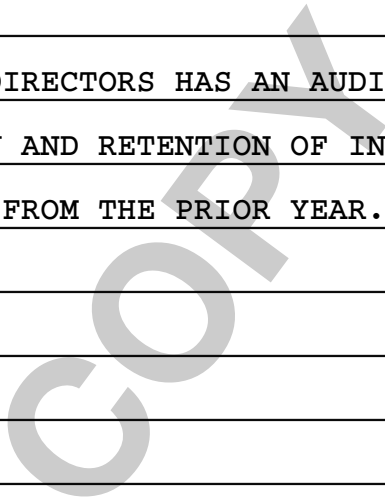 DIRECTORS HAS AN AUDI
AND RETENTION OF IN
FROM THE PRIOR YEAR.
COPY